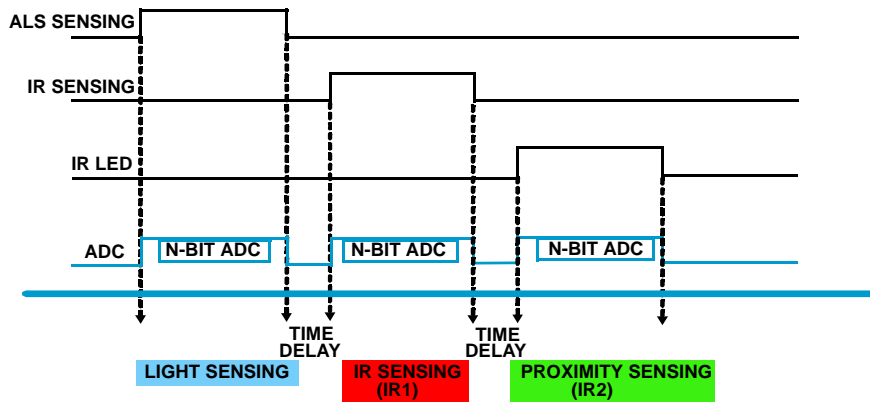 ALS SENSING
IR SENSING
IR LED
ADC
N-BIT ADC
N-BIT ADC
N-BIT ADC
TIME
DELAY
TIME
DELAY
LIGHT SENSING
IR SENSING
(IR1)
PROXIMITY SENSING
(IR2)